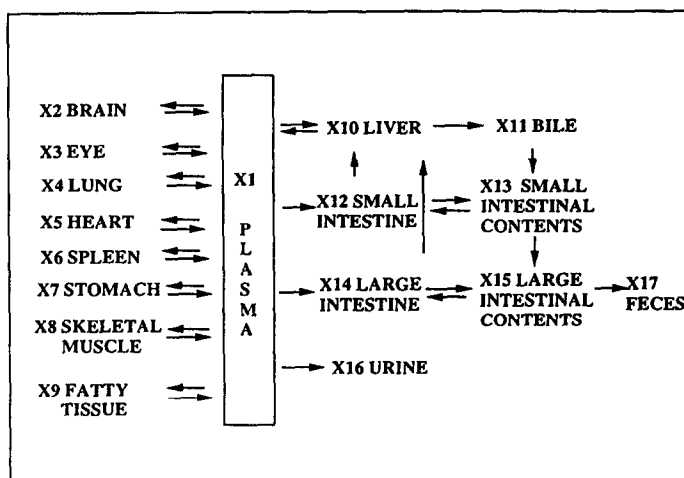 X2 BRAIN
X3 EYE
X4 LUNG
X5 HEART
X6 SPLEEN
X7 STOMACH
X8 SKELETAL
MUSCLE
X9 FATTY
TISSUE
X1
P
L
A
S
M
A
X10 LIVER
X11 BILE
X12 SMALL
INTESTINE
X13 SMALL
INTESTINAL
CONTENTS
X14 LARGE
INTESTINE
X15 LARGE
INTESTINAL
CONTENTS
X17
FECES
X16 URINE